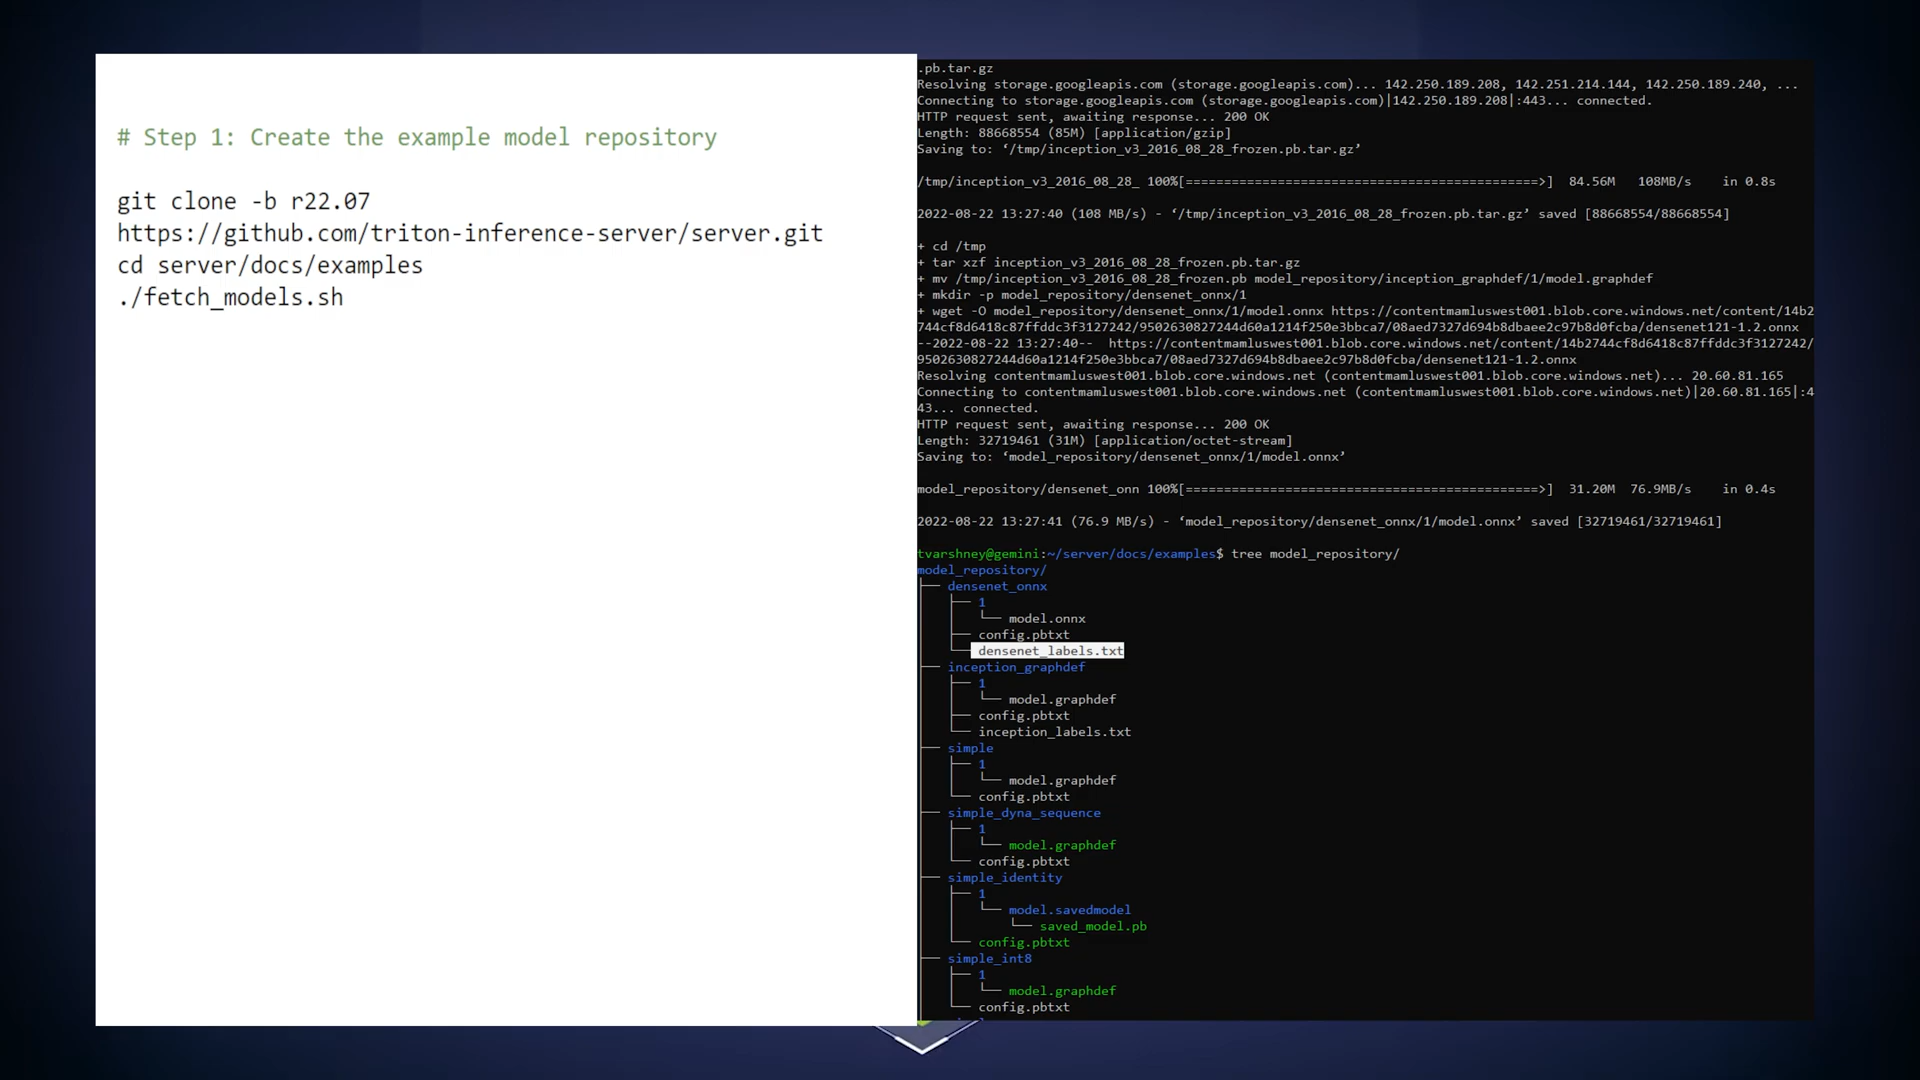 # Step 1: Create the example model repository
git clone -b r22.07
https://github.com/triton-inference-server/server.git
cd server/docs/examples
./fetch_models.sh
.pb.tar.gz
Resolving storage.googleapis.com (storage.googleapis.com)... 142.250.189.208, 142.251.214.144, 142.250.189.240, ...
Connecting to storage.googleapis.com (storage.googleapis.com)|142.250.189.208|:443... connected.
HTTP request sent, awaiting response... 200 OK
Length: 88668554 (85M) [application/gzip]
Saving to: ‘/tmp/inception_v3_2016_08_28_frozen.pb.tar.gz’
/tmp/inception_v3_2016_08_28_ 100%[==============================================>] 84.56M 108MB/s in 0.8s
2022-08-22 13:27:40 (108 MB/s) - ‘/tmp/inception_v3_2016_08_28_frozen.pb.tar.gz’ saved [88668554/88668554]
+ cd /tmp
+ tar xzf inception_v3_2016_08_28_frozen.pb.tar.gz
+ mv /tmp/inception_v3_2016_08_28_frozen.pb model_repository/inception_graphdef/1/model.graphdef
+ mkdir -p model_repository/densenet_onnx/1
+ wget -O model_repository/densenet_onnx/1/model.onnx https://contentmamluswest001.blob.core.windows.net/content/14b2
744cf8d6418c87ffddc3f3127242/9502630827244d60a1214f250e3bbca7/08aed7327d694b8dbaee2c97b8d0fcba/densenet121-1.2.onnx
--2022-08-22 13:27:40-- https://contentmamluswest001.blob.core.windows.net/content/14b2744cf8d6418c87ffddc3f3127242/
9502630827244d60a1214f250e3bbca7/08aed7327d694b8dbaee2c97b8d0fcba/densenet121-1.2.onnx
Resolving contentmamluswest001.blob.core.windows.net (contentmamluswest001.blob.core.windows.net)... 20.60.81.165
Connecting to contentmamluswest001.blob.core.windows.net (contentmamluswest001.blob.core.windows.net)|20.60.81.165|:4
43... connected.
HTTP request sent, awaiting response... 200 OK
Length: 32719461 (31M) [application/octet-stream]
Saving to: ‘model_repository/densenet_onnx/1/model.onnx’
model_repository/densenet_onn 100%[==============================================>] 31.20M 76.9MB/s in 0.4s
2022-08-22 13:27:41 (76.9 MB/s) - ‘model_repository/densenet_onnx/1/model.onnx’ saved [32719461/32719461]
tvarshney@gemini:~/server/docs/examples$ tree model_repository/
model_repository/
├── densenet_onnx
│   ├── 1
│   │   └── model.onnx
│   ├── config.pbtxt
│   └── densenet_labels.txt
├── inception_graphdef
│   ├── 1
│   │   └── model.graphdef
│   ├── config.pbtxt
│   └── inception_labels.txt
├── simple
│   ├── 1
│   │   └── model.graphdef
│   └── config.pbtxt
├── simple_dyna_sequence
│   ├── 1
│   │   └── model.graphdef
│   └── config.pbtxt
├── simple_identity
│   ├── 1
│   │   └── model.savedmodel
│   │       └── saved_model.pb
│   └── config.pbtxt
├── simple_int8
│   ├── 1
│   │   └── model.graphdef
│   └── config.pbtxt